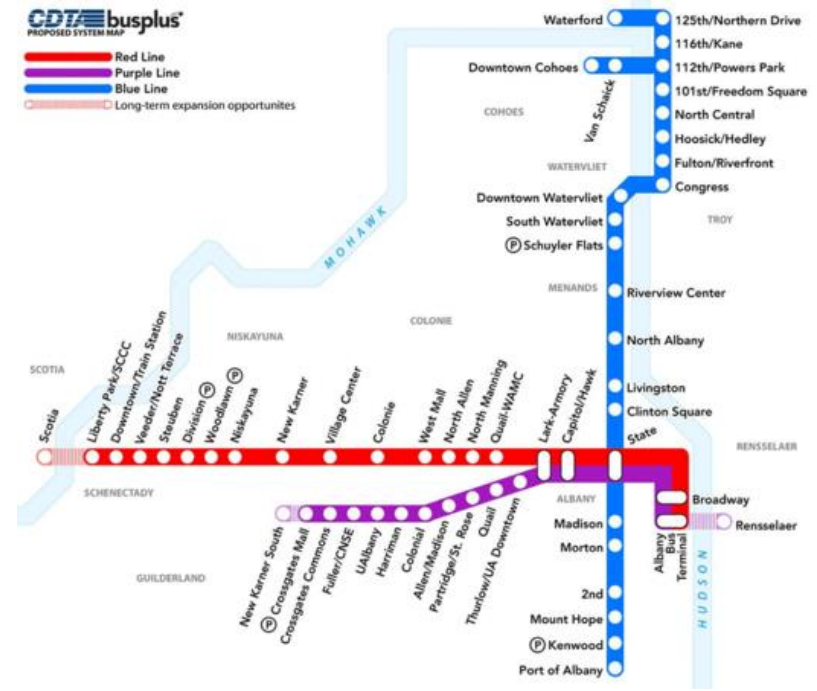 CDTA busplus
PROPOSED SYSTEM MAP
Red Line
Purple Line
Blue Line
Long-term expansion opportunites
Waterford
125th/Northern Drive
116th/Kane
Downtown Cohoes
112th/Powers Park
Van Schaick
101st/Freedom Square
COHOES
North Central
Hoosick/Hedley
WATERVLIET
Fulton/Riverfront
Congress
Downtown Watervliet
South Watervliet
TROY
P Schuyler Flats
MOHAWK
MENANDS
Riverview Center
COLONIE
NISKAYUNA
North Albany
SCOTIA
Livingston
Clinton Square
State
RENSSELAER
Scotia
Liberty Park/SCCC
Downtown/Train Station
Veeder/Nott Terrace
Steuben
Division P
Woodlawn P
Niskayuna
New Karner
Village Center
Colonie
West Mall
North Allen
North Manning
Quail-WAMC
Lark-Armory
Capitol/Hawk
SCHENECTADY
ALBANY
Broadway
Rensselaer
Albany
Bus
Terminal
New Karner South
P Crossgates Mall
Crossgates Commons
Fuller/CNSE
UAlbany
Harriman
Colonial
Allen/Madison
Partridge/St. Rose
Quail
Thurlow/UA Downtown
GUILDERLAND
Madison
Morton
2nd
Mount Hope
P Kenwood
Port of Albany
HUDSON